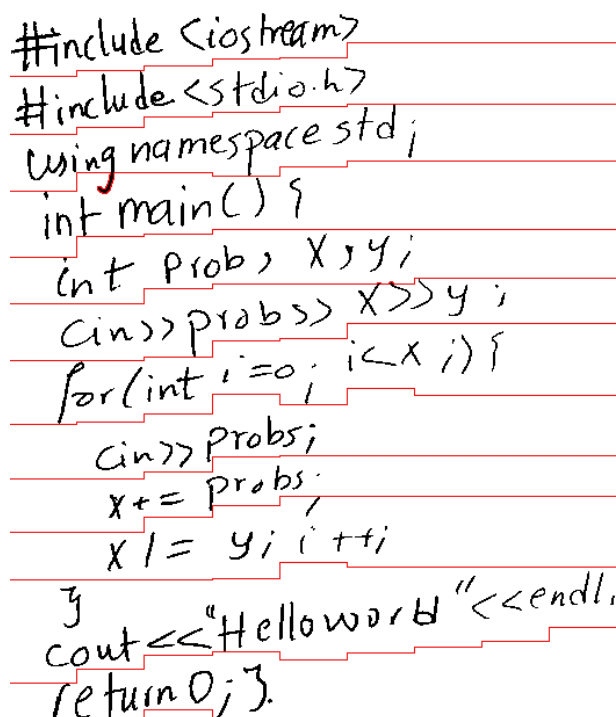 #include <iostream>
#include <stdio.h>
using namespace std;
int main() {
int prob, x, y;
cin>>probs>> x>>y;
for(int i=0; i<x;) {
cin>>probs;
x+= probs;
x /= y; i++;
}
cout<<"Helloworld"<<endl;
return 0; }.